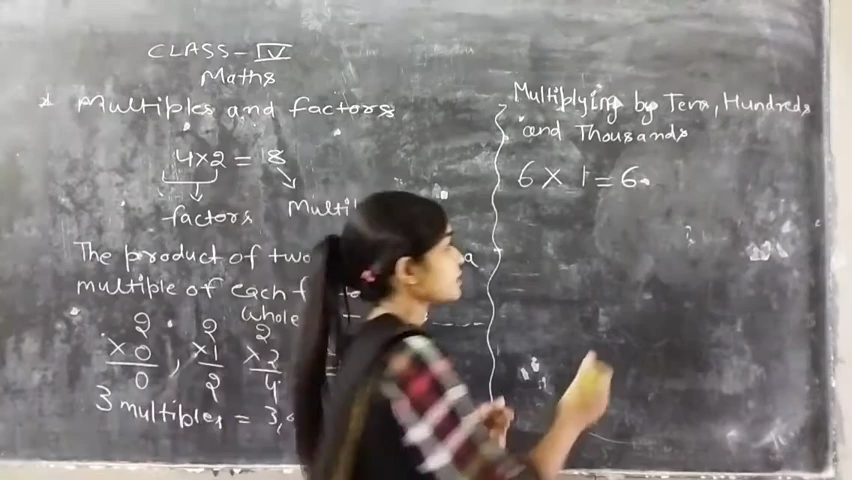 CLASS - IV
Maths
* Multiples and factors
4x2 = 18
factors
The product of two a
multiple of each
whole
2 2 2
x0 , x1 x2
0 2 4
3 multiples = 3,
Multiplying by Tens, Hundreds
and Thousands
6 x 1 = 6